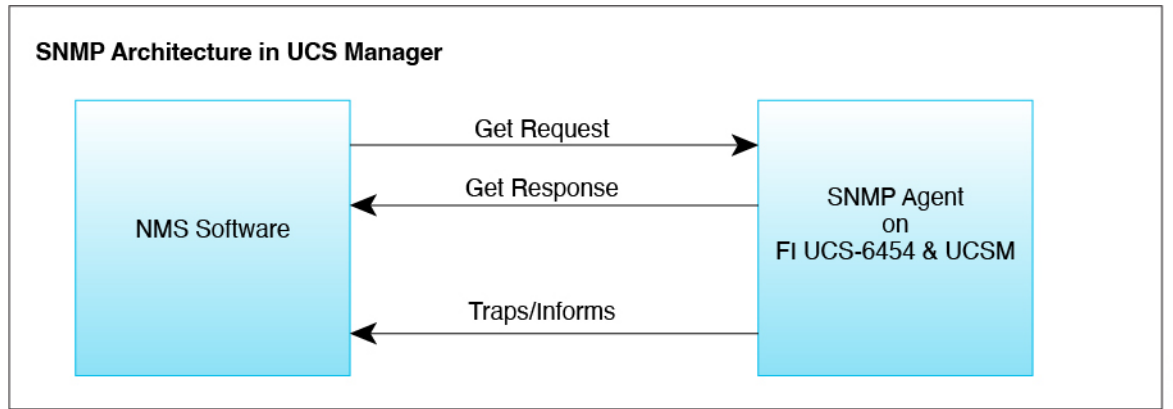 SNMP Architecture in UCS Manager
Get Request
Get Response
NMS Software
SNMP Agent
on
FI UCS-6454 & UCSM
Traps/Informs